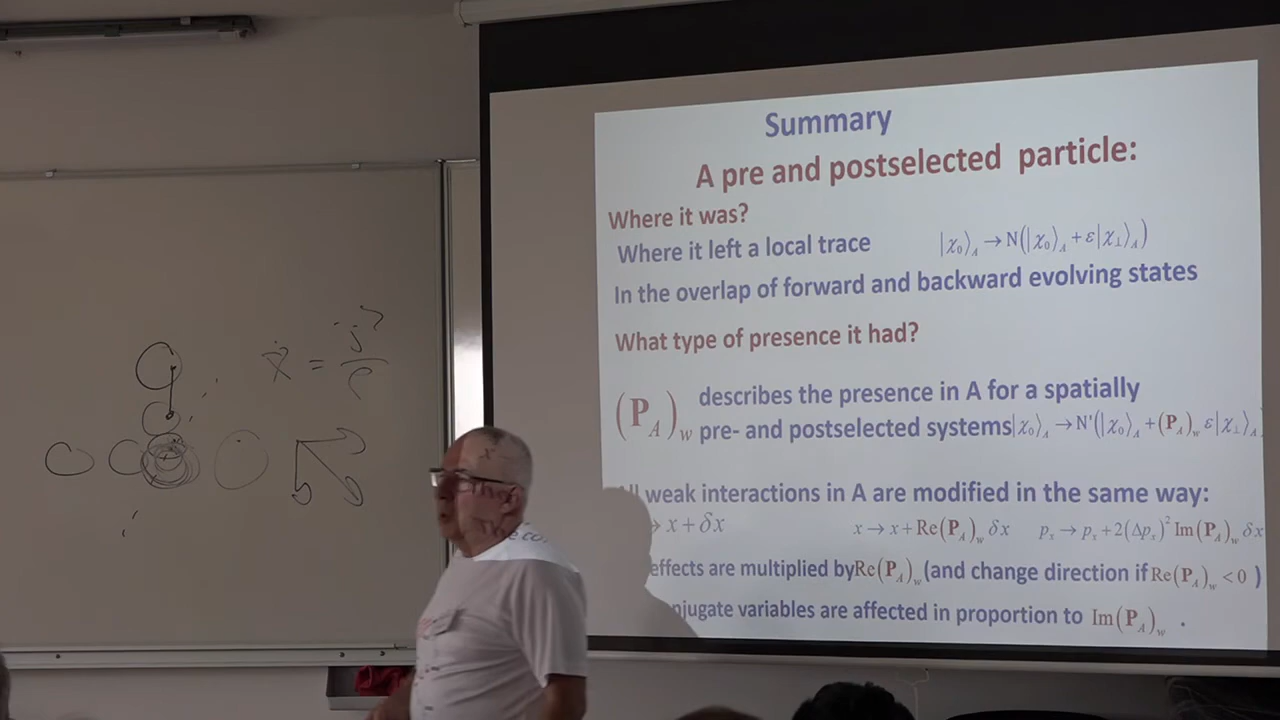 Summary
A pre and postselected particle:
Where it was?
Where it left a local trace |χ₀⟩_A → N(|χ₀⟩_A + ε|χ⊥⟩_A)
In the overlap of forward and backward evolving states
What type of presence it had?
(P_A)_w describes the presence in A for a spatially
pre- and postselected systems |χ₀⟩_A → N'(|χ₀⟩_A + (P_A)_w ε|χ⊥⟩_A
weak interactions in A are modified in the same way:
→ x + δx x → x + Re(P_A)_w δx p_x → p_x + 2(Δp_x)² Im(P_A)_w δx
effects are multiplied by Re(P_A)_w (and change direction if Re(P_A)_w < 0 )
variables are affected in proportion to Im(P_A)_w .